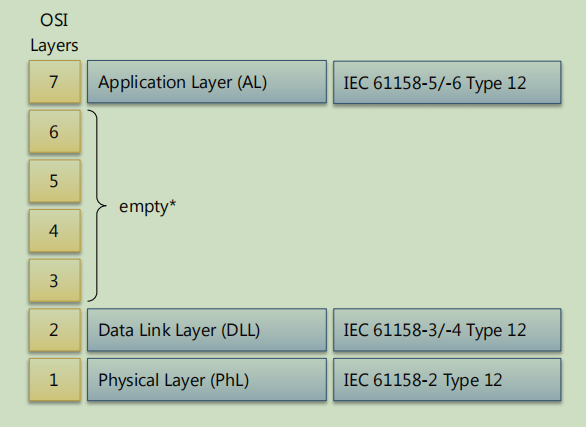 OSI
Layers
7 Application Layer (AL) IEC 61158-5/-6 Type 12
6
5
empty*
4
3
2 Data Link Layer (DLL) IEC 61158-3/-4 Type 12
1 Physical Layer (PhL) IEC 61158-2 Type 12